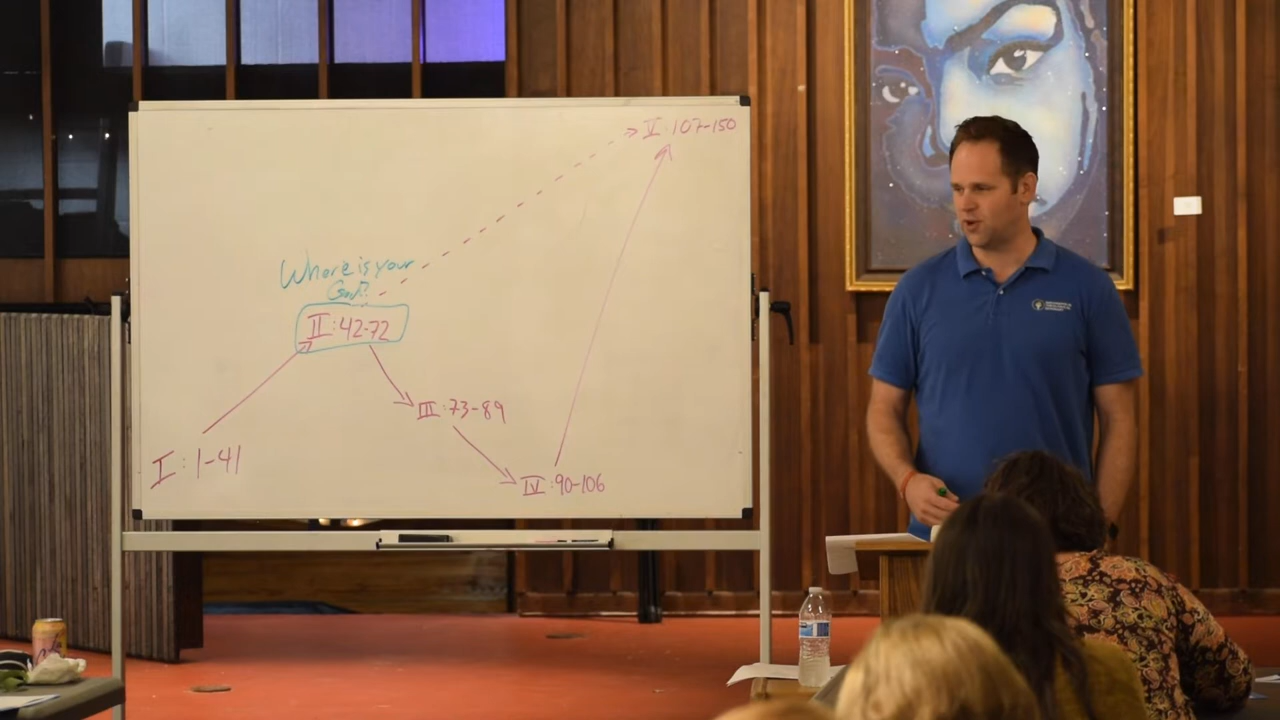 V: 107-150
Where is your
God?
II: 42-72
III: 73-89
I: 1-41
IV: 90-106